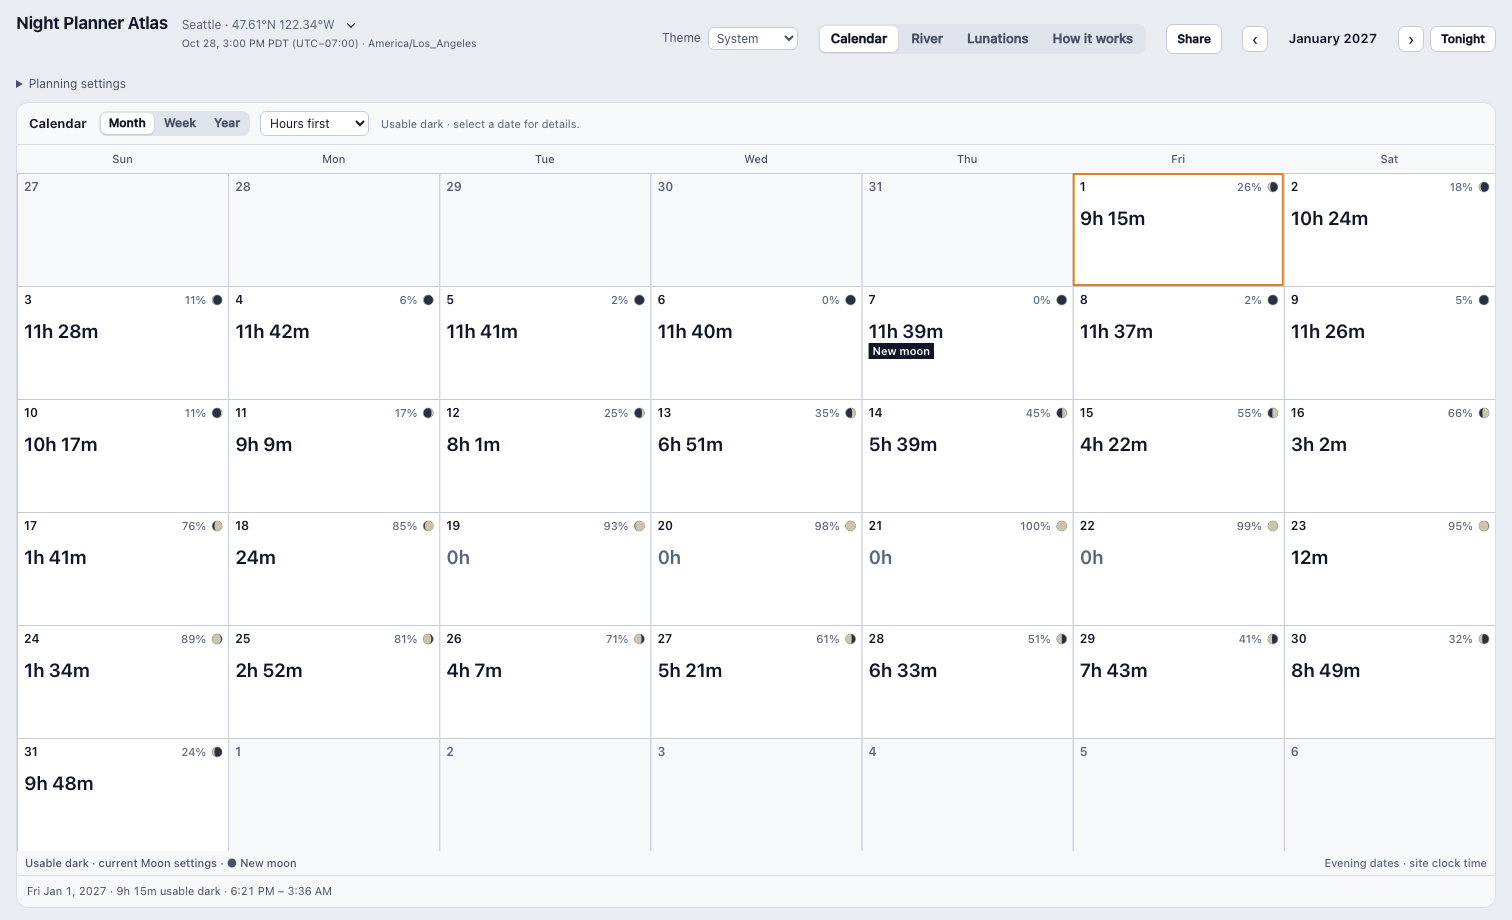 Night Planner Atlas
Seattle · 47.61°N 122.34°W
Oct 28, 3:00 PM PDT (UTC−07:00) · America/Los_Angeles
Theme System Calendar River Lunations How it works Share ‹ January 2027 › Tonight
Planning settings
Calendar Month Week Year Hours first Usable dark · select a date for details.
Sun Mon Tue Wed Thu Fri Sat
27 28 29 30 31 1 26% 2 18%
9h 15m 10h 24m
3 11% 4 6% 5 2% 6 0% 7 0% 8 2% 9 5%
11h 28m 11h 42m 11h 41m 11h 40m 11h 39m 11h 37m 11h 26m
New moon
10 11% 11 17% 12 25% 13 35% 14 45% 15 55% 16 66%
10h 17m 9h 9m 8h 1m 6h 51m 5h 39m 4h 22m 3h 2m
17 76% 18 85% 19 93% 20 98% 21 100% 22 99% 23 95%
1h 41m 24m 0h 0h 0h 0h 12m
24 89% 25 81% 26 71% 27 61% 28 51% 29 41% 30 32%
1h 34m 2h 52m 4h 7m 5h 21m 6h 33m 7h 43m 8h 49m
31 24% 1 2 3 4 5 6
9h 48m
Usable dark · current Moon settings · New moon Evening dates · site clock time
Fri Jan 1, 2027 · 9h 15m usable dark · 6:21 PM – 3:36 AM